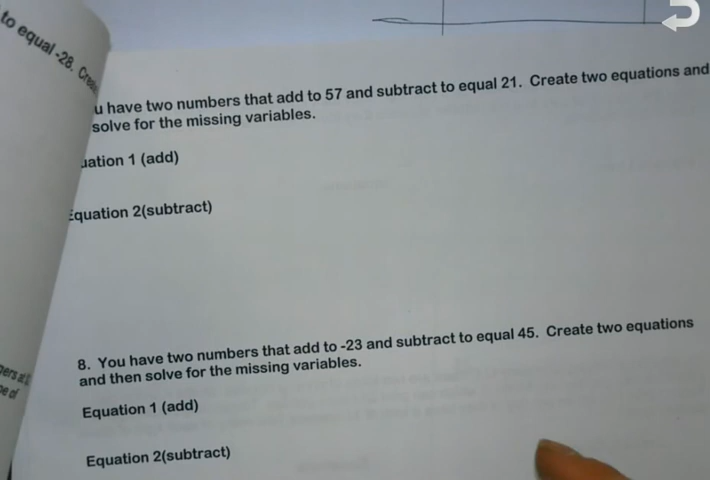 to equal -28. Crea
u have two numbers that add to 57 and subtract to equal 21. Create two equations and
solve for the missing variables.
uation 1 (add)
Equation 2(subtract)
8. You have two numbers that add to -23 and subtract to equal 45. Create two equations
and then solve for the missing variables.
Equation 1 (add)
Equation 2(subtract)